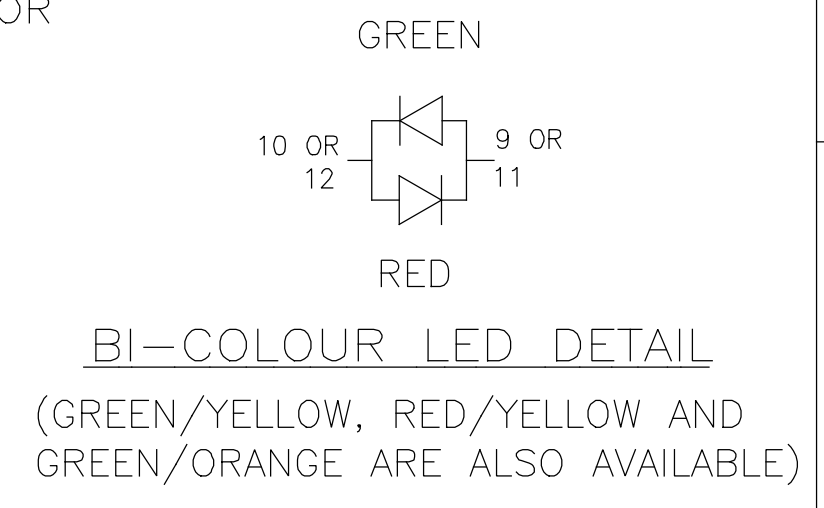 OR
GREEN
10 OR
12
9 OR
11
RED
BI-COLOUR LED DETAIL
(GREEN/YELLOW, RED/YELLOW AND
GREEN/ORANGE ARE ALSO AVAILABLE)